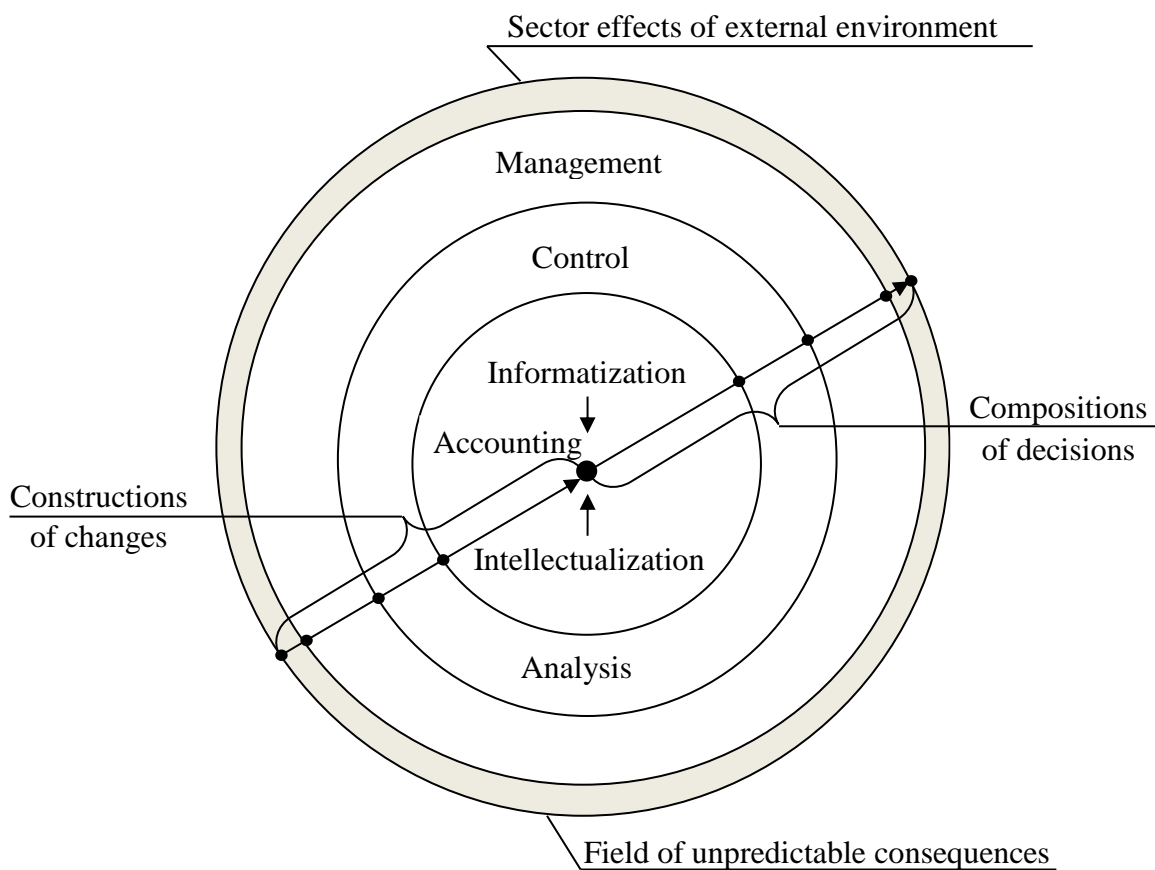 Sector effects of external environment
Management
Control
Informatization
Accounting
Compositions
of decisions
Constructions
of changes
Intellectualization
Analysis
Field of unpredictable consequences